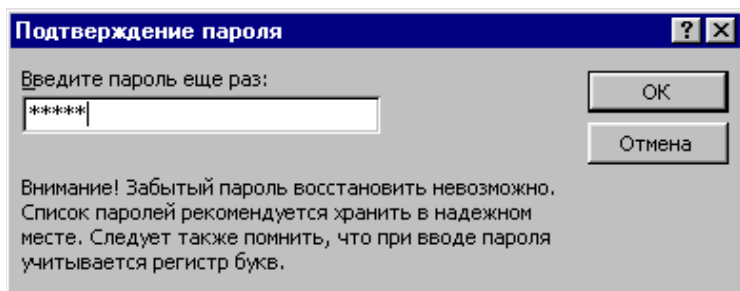 Подтверждение пароля
Введите пароль еще раз:
*****
ОК
Отмена
Внимание! Забытый пароль восстановить невозможно.
Список паролей рекомендуется хранить в надежном
месте. Следует также помнить, что при вводе пароля
учитывается регистр букв.